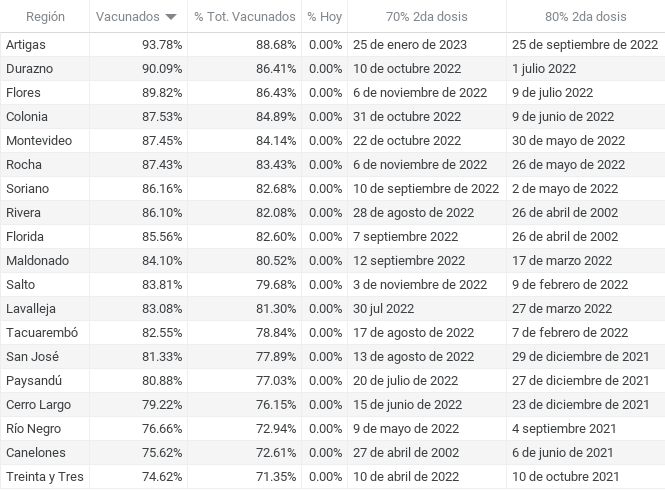 Región Vacunados % Tot. Vacunados % Hoy 70% 2da dosis 80% 2da dosis
Artigas 93.78% 88.68% 0.00% 25 de enero de 2023 25 de septiembre de 2022
Durazno 90.09% 86.41% 0.00% 10 de octubre 2022 1 julio 2022
Flores 89.82% 86.43% 0.00% 6 de noviembre de 2022 9 de julio 2022
Colonia 87.53% 84.89% 0.00% 31 de octubre 2022 9 de junio de 2022
Montevideo 87.45% 84.14% 0.00% 22 de octubre 2022 30 de mayo de 2022
Rocha 87.43% 83.43% 0.00% 6 de noviembre de 2022 26 de mayo de 2022
Soriano 86.16% 82.68% 0.00% 10 de septiembre de 2022 2 de mayo de 2022
Rivera 86.10% 82.08% 0.00% 28 de agosto de 2022 26 de abril de 2002
Florida 85.56% 82.60% 0.00% 7 septiembre 2022 26 de abril de 2002
Maldonado 84.10% 80.52% 0.00% 12 septiembre 2022 17 de marzo 2022
Salto 83.81% 79.68% 0.00% 3 de noviembre de 2022 9 de febrero de 2022
Lavalleja 83.08% 81.30% 0.00% 30 jul 2022 27 de marzo 2022
Tacuarembó 82.55% 78.84% 0.00% 17 de agosto de 2022 7 de febrero de 2022
San José 81.33% 77.89% 0.00% 13 de agosto de 2022 29 de diciembre de 2021
Paysandú 80.88% 77.03% 0.00% 20 de julio de 2022 27 de diciembre de 2021
Cerro Largo 79.22% 76.15% 0.00% 15 de junio de 2022 23 de diciembre de 2021
Río Negro 76.66% 72.94% 0.00% 9 de mayo de 2022 4 septiembre 2021
Canelones 75.62% 72.61% 0.00% 27 de abril de 2002 6 de junio de 2021
Treinta y Tres 74.62% 71.35% 0.00% 10 de abril de 2022 10 de octubre 2021